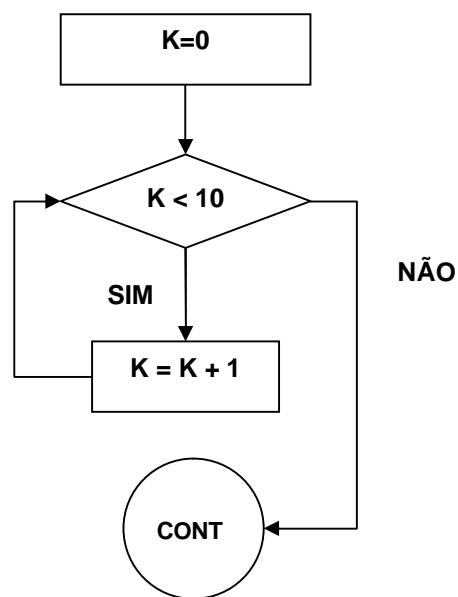 K=0
K < 10
NÃO
SIM
K = K + 1
CONT